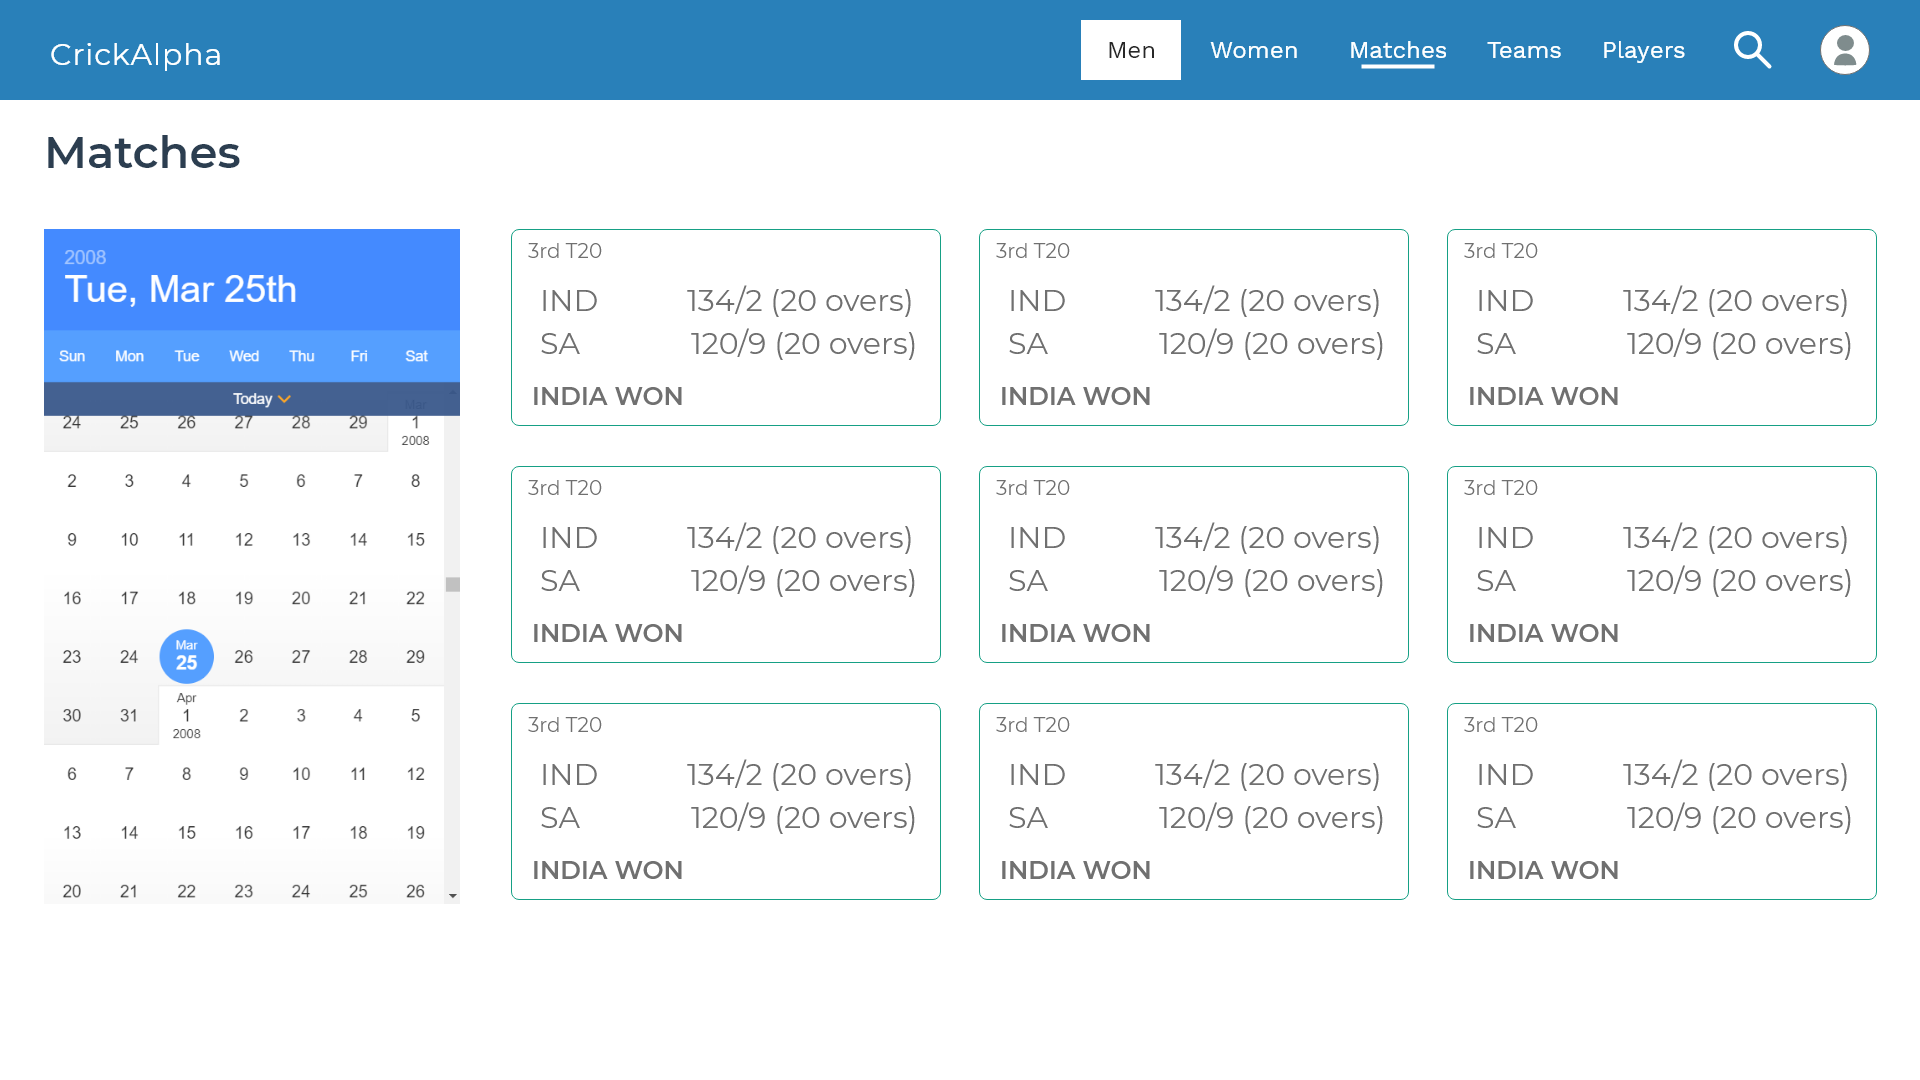 CrickAlpha
Men Women Matches Teams Players
Matches
2008
Tue, Mar 25th
Sun Mon Tue Wed Thu Fri Sat
Today
Mar
24 25 26 27 28 29 1
2008
2 3 4 5 6 7 8
9 10 11 12 13 14 15
16 17 18 19 20 21 22
Mar
23 24 25 26 27 28 29
Apr
30 31 1 2 3 4 5
2008
6 7 8 9 10 11 12
13 14 15 16 17 18 19
20 21 22 23 24 25 26
3rd T20
IND 134/2 (20 overs)
SA 120/9 (20 overs)
INDIA WON
3rd T20
IND 134/2 (20 overs)
SA 120/9 (20 overs)
INDIA WON
3rd T20
IND 134/2 (20 overs)
SA 120/9 (20 overs)
INDIA WON
3rd T20
IND 134/2 (20 overs)
SA 120/9 (20 overs)
INDIA WON
3rd T20
IND 134/2 (20 overs)
SA 120/9 (20 overs)
INDIA WON
3rd T20
IND 134/2 (20 overs)
SA 120/9 (20 overs)
INDIA WON
3rd T20
IND 134/2 (20 overs)
SA 120/9 (20 overs)
INDIA WON
3rd T20
IND 134/2 (20 overs)
SA 120/9 (20 overs)
INDIA WON
3rd T20
IND 134/2 (20 overs)
SA 120/9 (20 overs)
INDIA WON